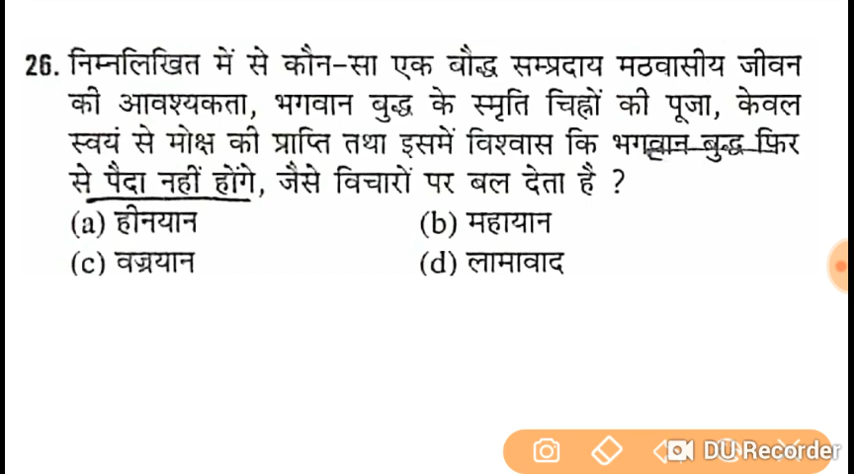 26. निम्नलिखित में से कौन-सा एक बौद्ध सम्प्रदाय मठवासीय जीवन
की आवश्यकता, भगवान बुद्ध के स्मृति चिह्नों की पूजा, केवल
स्वयं से मोक्ष की प्राप्ति तथा इसमें विश्वास कि भगवान बुद्ध फिर
से पैदा नहीं होंगे, जैसे विचारों पर बल देता है ?
(a) हीनयान (b) महायान
(c) वज्रयान (d) लामावाद
DU Recorder